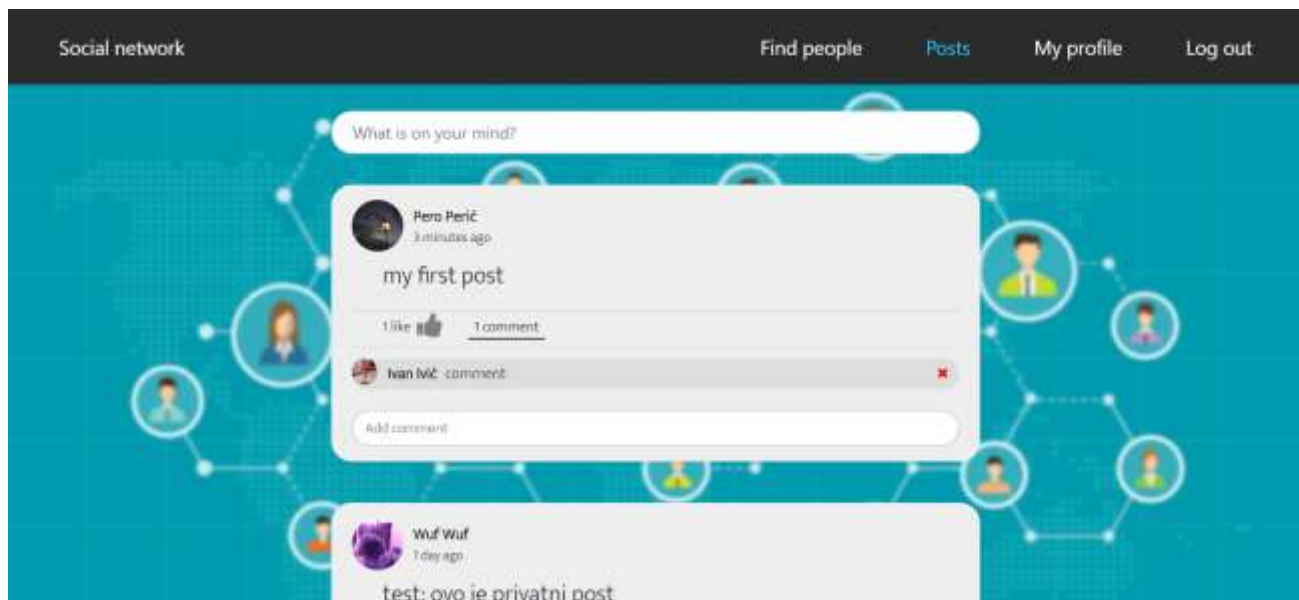 Social network Find people Posts My profile Log out
What is on your mind?
Pero Perić
3 minutes ago
my first post
1 like 1 comment
Ivan Ivić comment
Add comment
Wuf Wuf
1 day ago
test: ovo je privatni post